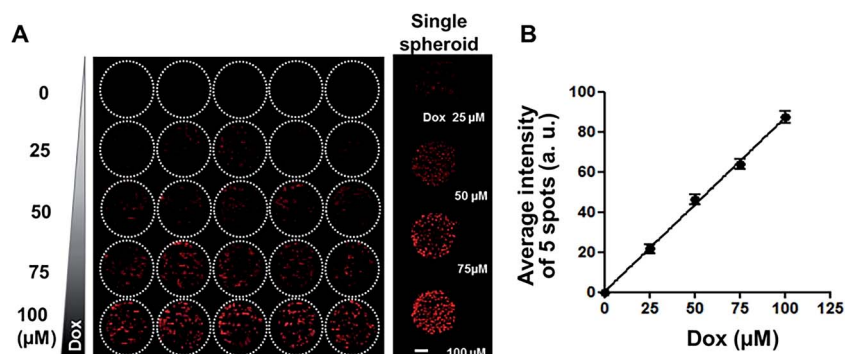 A
0
25
50
75
100
(µM)
Dox
Single
spheroid
Dox 25 µM
50 µM
75µM
100 µM
B
Average intensity
of 5 spots (a. u.)
100
80
60
40
20
0
0 25 50 75 100 125
Dox (µM)